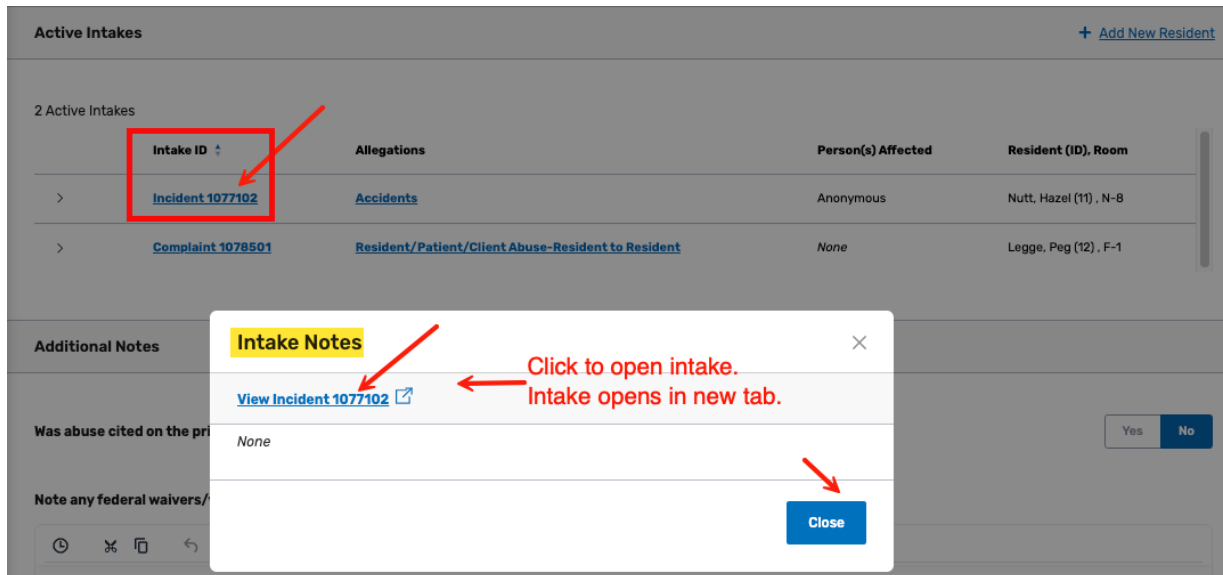 Active Intakes
+ Add New Resident
2 Active Intakes
Intake ID Allegations Person(s) Affected Resident (ID), Room
Incident 1077102 Accidents Anonymous Nutt, Hazel (11) , N-8
Complaint 1078501 Resident/Patient/Client Abuse-Resident to Resident None Legge, Peg (12) , F-1
Additional Notes
Intake Notes
Click to open intake.
Intake opens in new tab.
View Incident 1077102
None
Was abuse cited on the pri
Yes No
Note any federal waivers/
Close